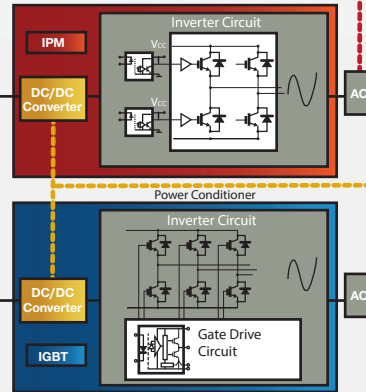 Inverter Circuit
IPM
Vcc
DC/DC
Converter
Vcc
AC
Power Conditioner
Inverter Circuit
DC/DC
Converter
AC
Gate Drive
Circuit
IGBT